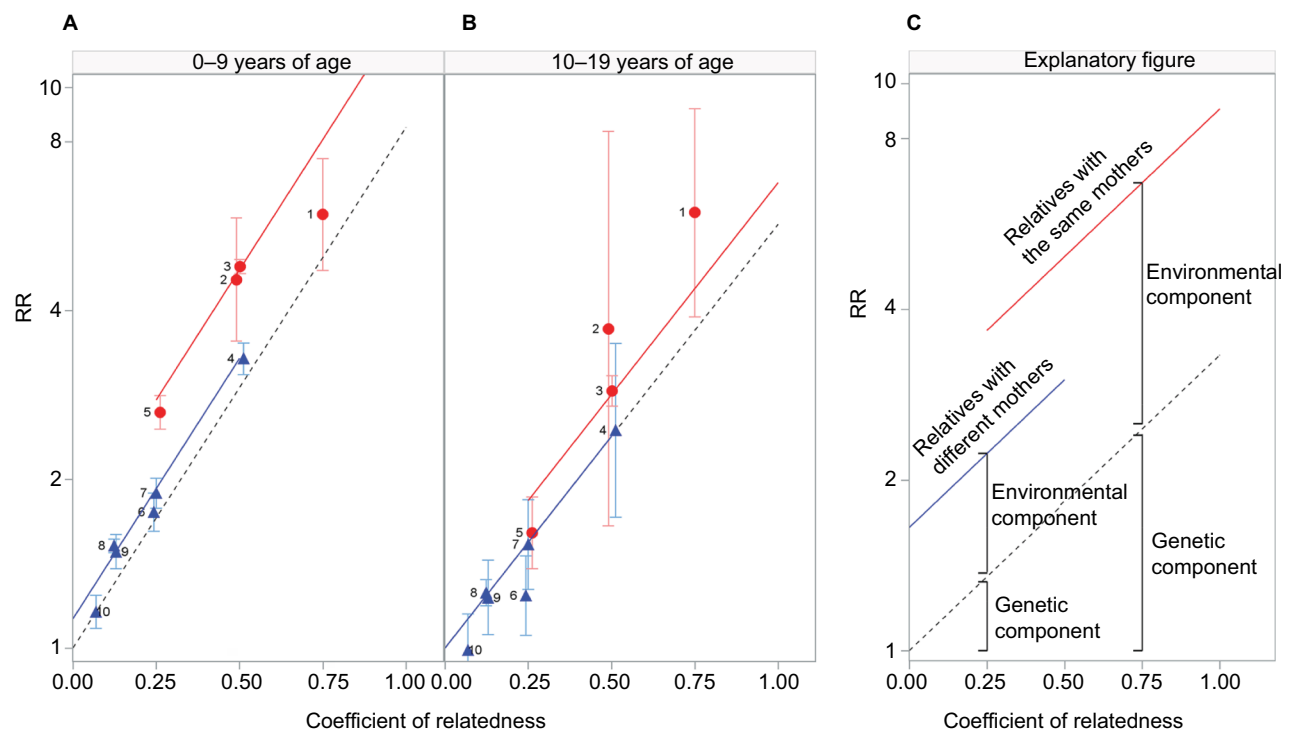 A
B
C
0–9 years of age
10–19 years of age
Explanatory figure
RR
10
8
4
2
1
1
3
2
4
5
7
6
8
9
10
0.00
0.25
0.50
0.75
1.00
1
2
3
4
5
7
8
9
6
10
0.00
0.25
0.50
0.75
1.00
Coefficient of relatedness
RR
10
8
4
2
1
Relatives with
the same mothers
Environmental
component
Relatives with
different mothers
Environmental
component
Genetic
component
Genetic
component
0.00
0.25
0.50
0.75
1.00
Coefficient of relatedness